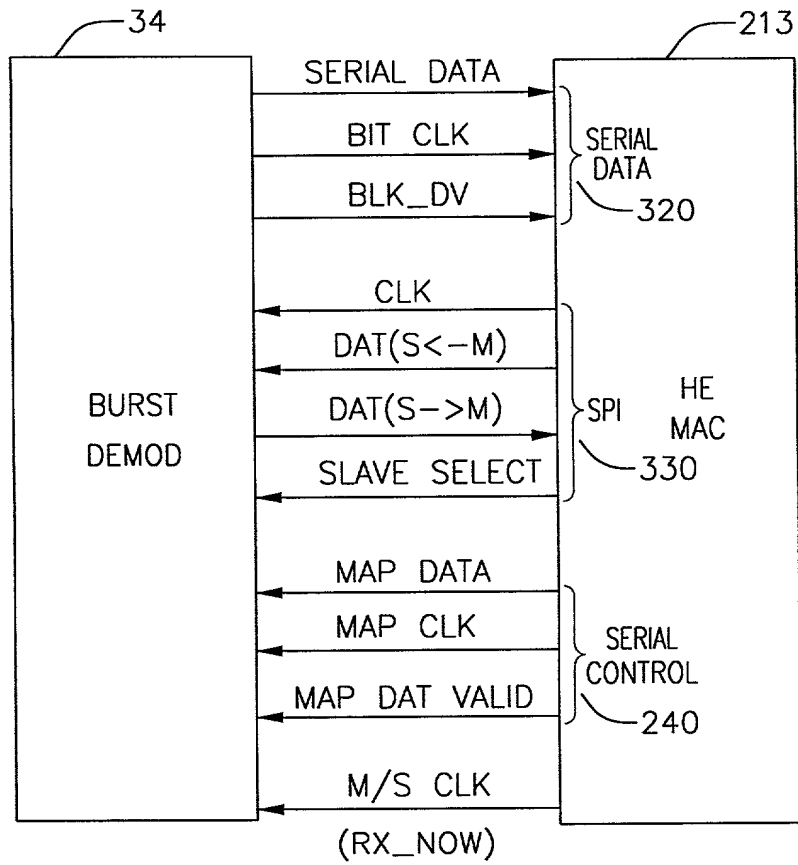 34
213
SERIAL DATA
BIT CLK
BLK_DV
SERIAL
DATA
320
CLK
DAT(S<-M)
DAT(S->M)
SLAVE SELECT
BURST
DEMOD
SPI
HE
MAC
330
MAP DATA
MAP CLK
MAP DAT VALID
SERIAL
CONTROL
240
M/S CLK
(RX_NOW)